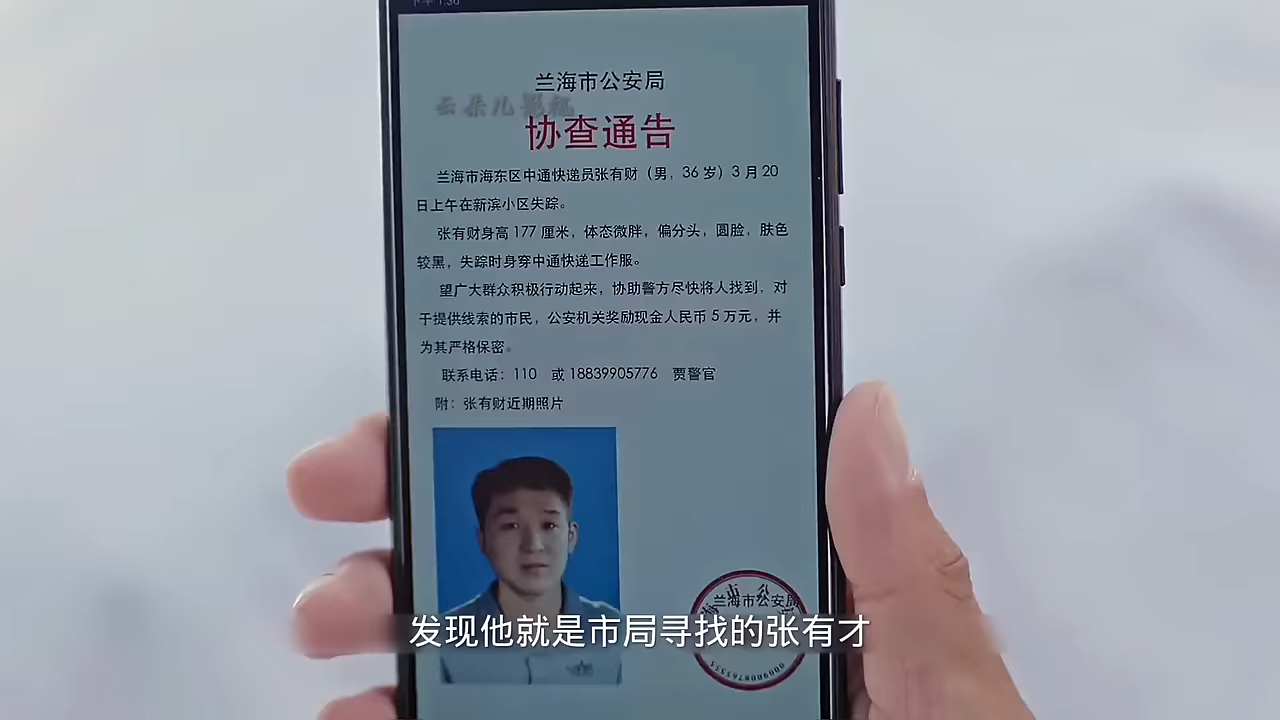 下午1:30
兰海市公安局
云朵儿影视
协查通告
兰海市海东区中通快递员张有财（男，36 岁）3 月 20
日上午在新滨小区失踪。
张有财身高 177 厘米，体态微胖，偏分头，圆脸，肤色
较黑，失踪时身穿中通快递工作服。
望广大群众积极行动起来，协助警方尽快将人找到，对
于提供线索的市民，公安机关奖励现金人民币 5 万元，并
为其严格保密。
联系电话：110 或 18839905776 贾警官
附：张有财近期照片
兰海市公安局
发现他就是市局寻找的张有才